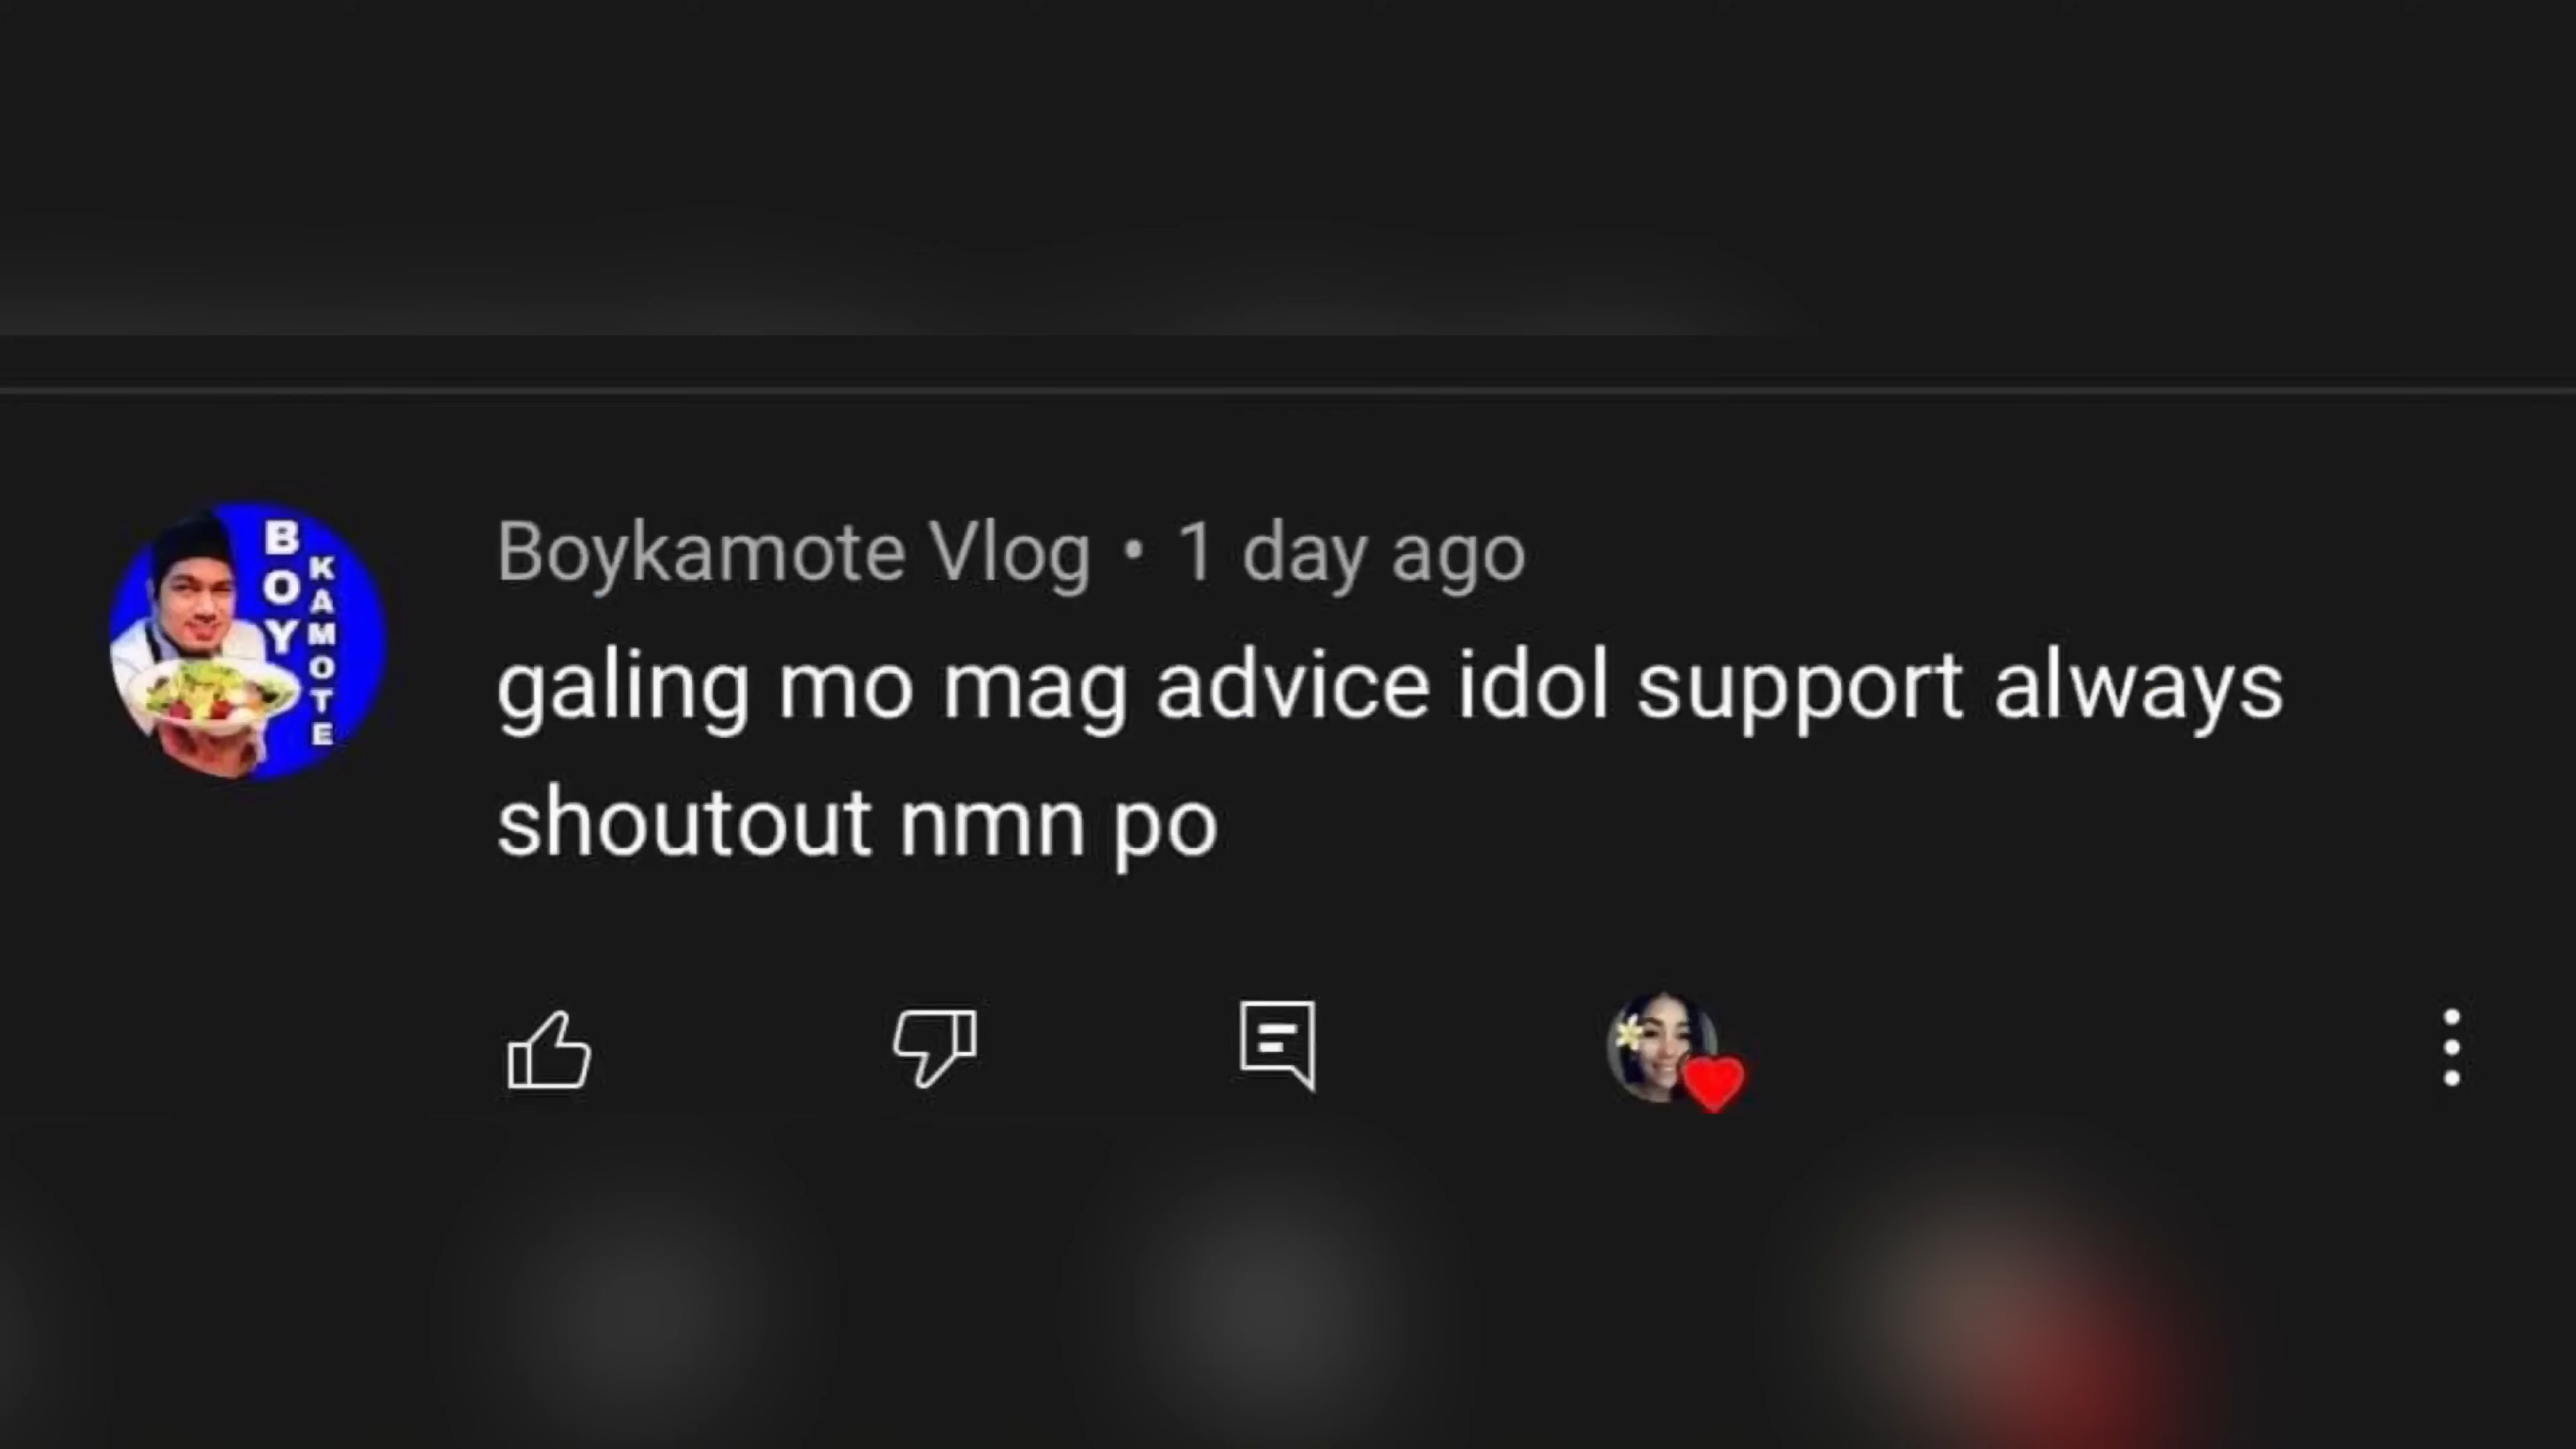 BOY
KAMOTE
Boykamote Vlog • 1 day ago
galing mo mag advice idol support always
shoutout nmn po